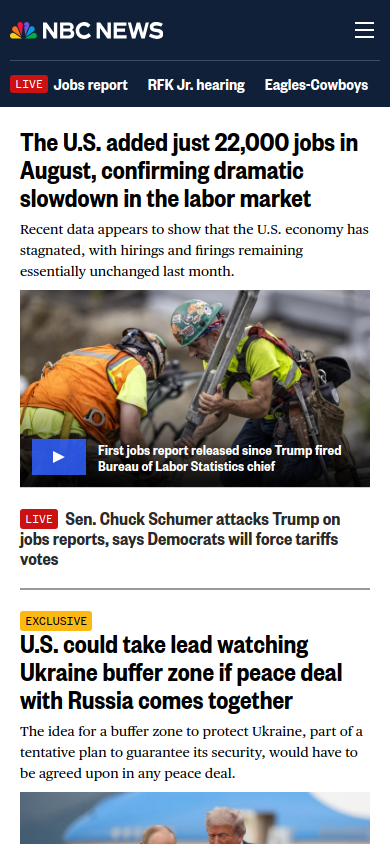 NBC NEWS
LIVE Jobs report RFK Jr. hearing Eagles-Cowboys
The U.S. added just 22,000 jobs in
August, confirming dramatic
slowdown in the labor market
Recent data appears to show that the U.S. economy has
stagnated, with hirings and firings remaining
essentially unchanged last month.
First jobs report released since Trump fired
Bureau of Labor Statistics chief
LIVE Sen. Chuck Schumer attacks Trump on
jobs reports, says Democrats will force tariffs
votes
EXCLUSIVE
U.S. could take lead watching
Ukraine buffer zone if peace deal
with Russia comes together
The idea for a buffer zone to protect Ukraine, part of a
tentative plan to guarantee its security, would have to
be agreed upon in any peace deal.